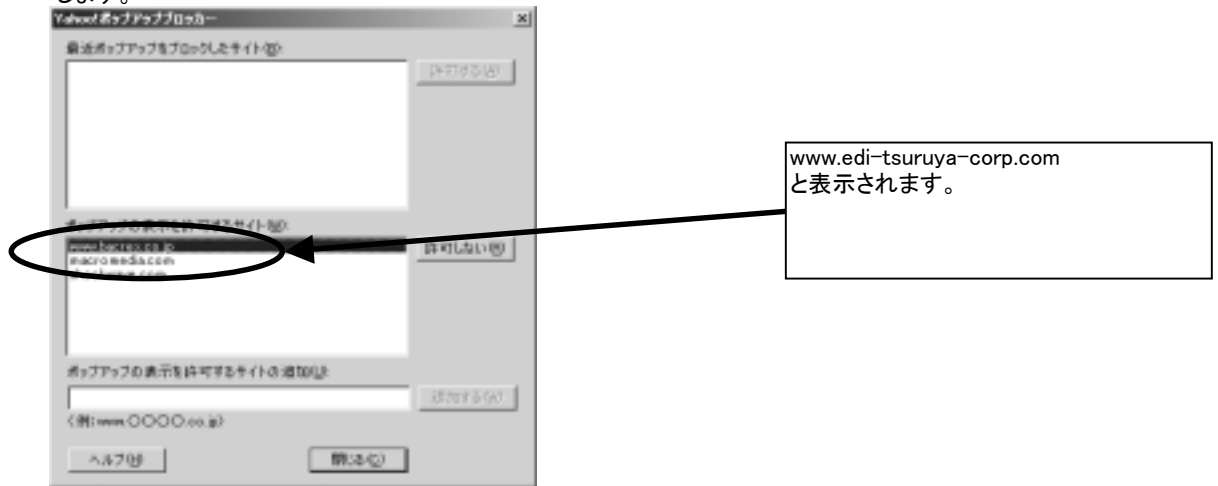 します。
Yahoo!ポップアップブロッカー
最近ポップアップをブロックしたサイト(B):
許可する(A)
www.edi-tsuruya-corp.com
と表示されます。
ポップアップの表示を許可するサイト(W):
許可しない(R)
macromedia.com
ポップアップの表示を許可するサイトの追加(U):
追加する(W)
(例:www.〇〇〇〇.co.jp)
ヘルプ(H)
閉じる(C)